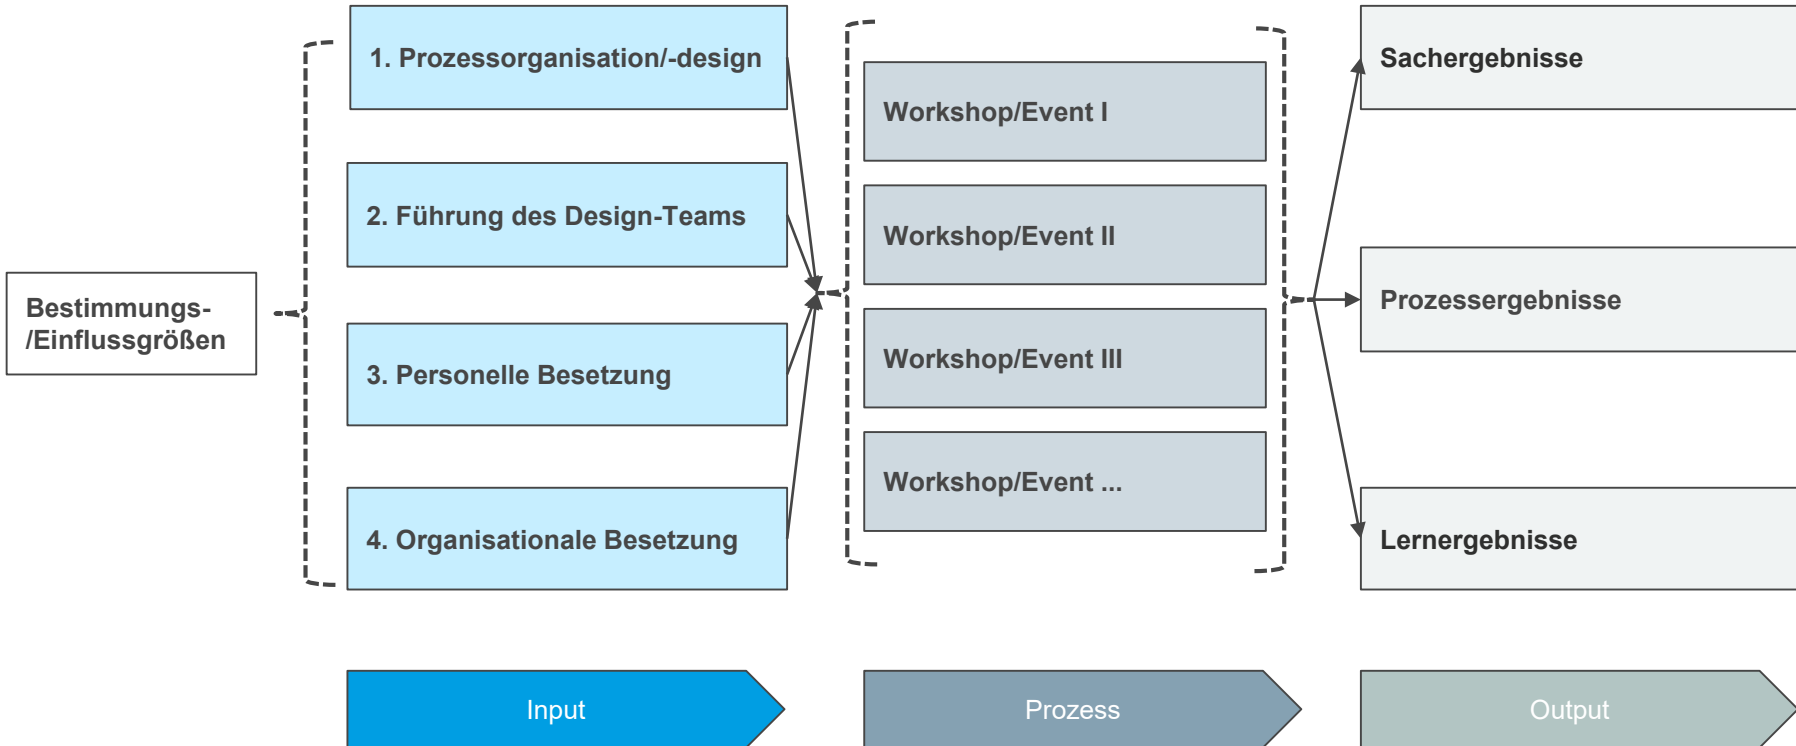 Bestimmungs-
/Einflussgrößen
1. Prozessorganisation/-design
2. Führung des Design-Teams
3. Personelle Besetzung
4. Organisationale Besetzung
Workshop/Event I
Workshop/Event II
Workshop/Event III
Workshop/Event ...
Sachergebnisse
Prozessergebnisse
Lernergebnisse
Input
Prozess
Output